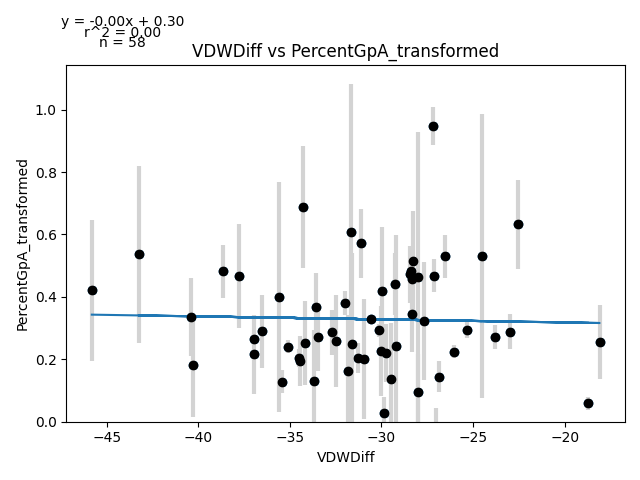 y = -0.00x + 0.30
r^2 = 0.00
n = 58
VDWDiff vs PercentGpA_transformed
PercentGpA_transformed
1.0
0.8
0.6
0.4
0.2
0.0
−45
−40
−35
−30
−25
−20
VDWDiff